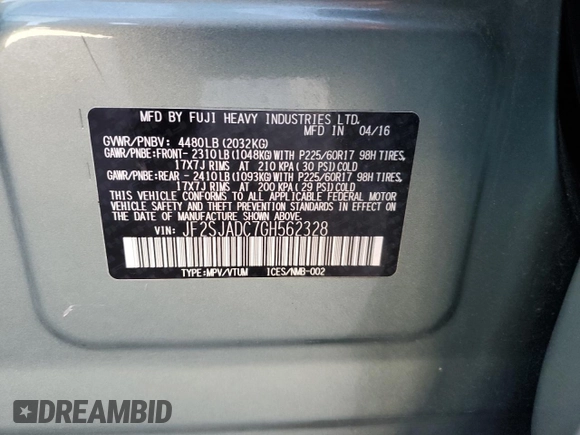 MFD BY FUJI HEAVY INDUSTRIES LTD.
MFD IN 04/16
GVWR/PNBV: 4480LB(2032KG)
GAWR/PNBE:FRONT-2310LB(1048KG)WITH P225/60R17 98H TIRES,
17X7J RIMS AT 210 KPA(30 PSI)COLD
GAWR/PNBE:REAR -2410LB(1093KG)WITH P225/60R17 98H TIRES,
17X7J RIMS AT 200 KPA(29 PSI)COLD
THIS VEHICLE CONFORMS TO ALL APPLICABLE FEDERAL MOTOR
VEHICLE SAFETY AND BUMPER STANDARDS IN EFFECT ON THE
DATE OF MANUFACTURE SHOWN ABOVE.
VIN: JF2SJADC7GH562328
TYPE:MPV/VTUM ICES/NMB-002
DREAMBID